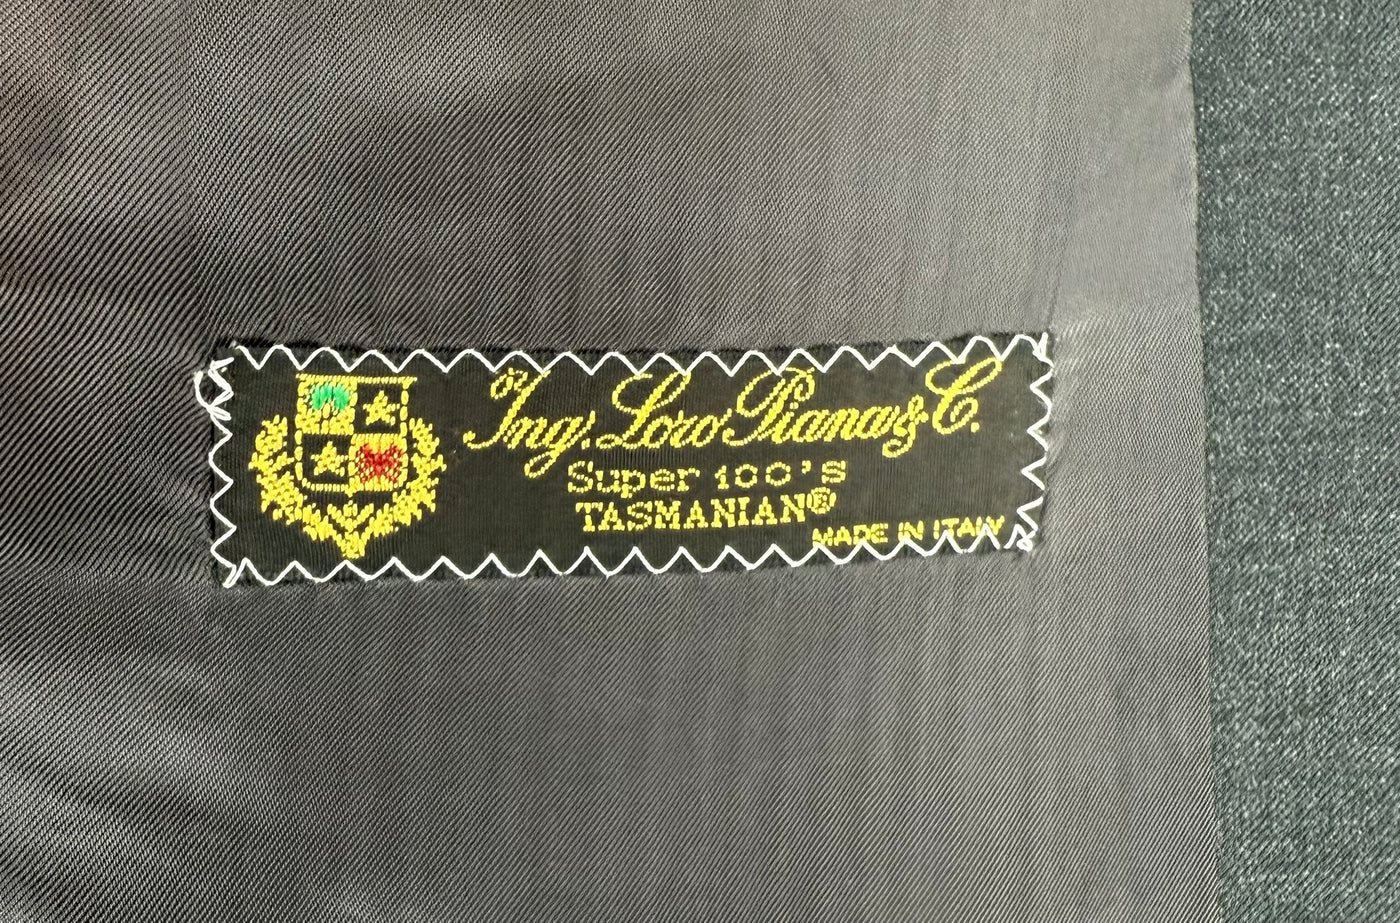 Ing. Loro Piana & C.
Super 100's
TASMANIAN®
MADE IN ITALY